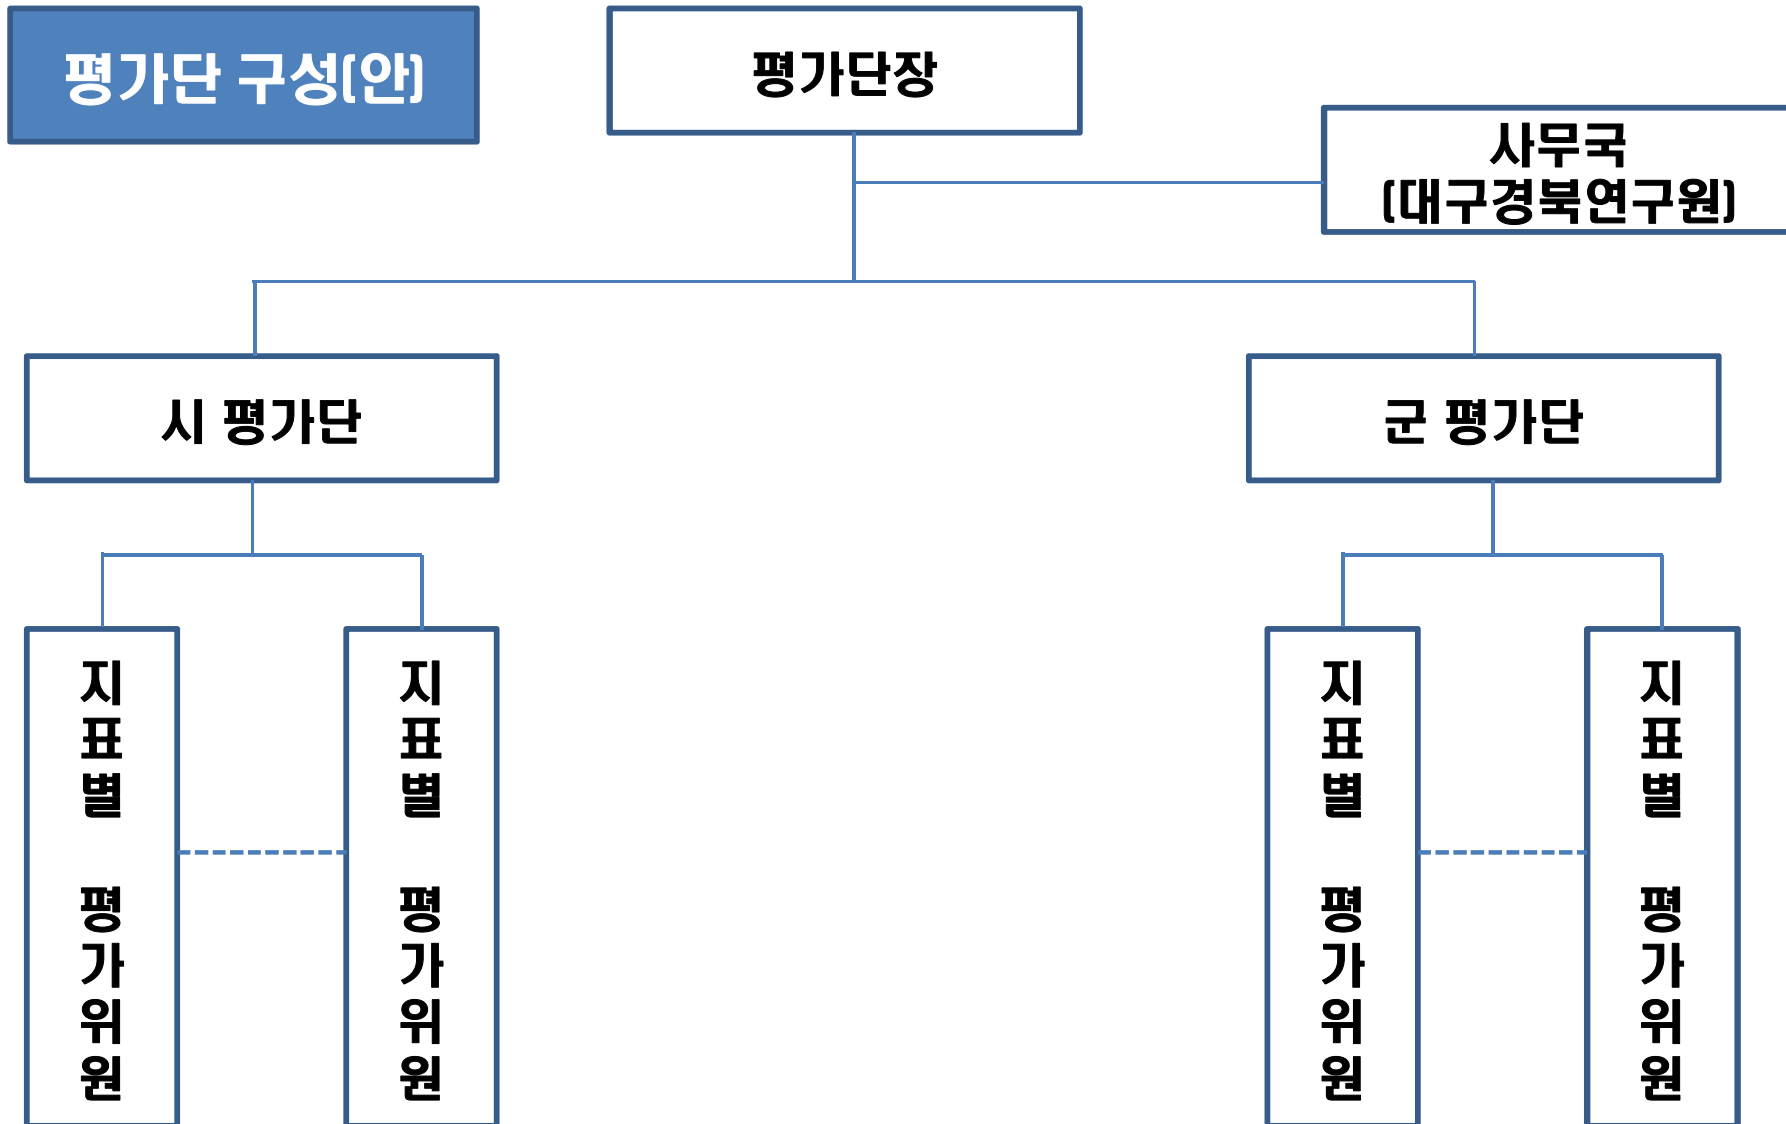 평가단 구성(안)
평가단장
사무국
(대구경북연구원)
시 평가단
군 평가단
지표별 평가위원
지표별 평가위원
지표별 평가위원
지표별 평가위원